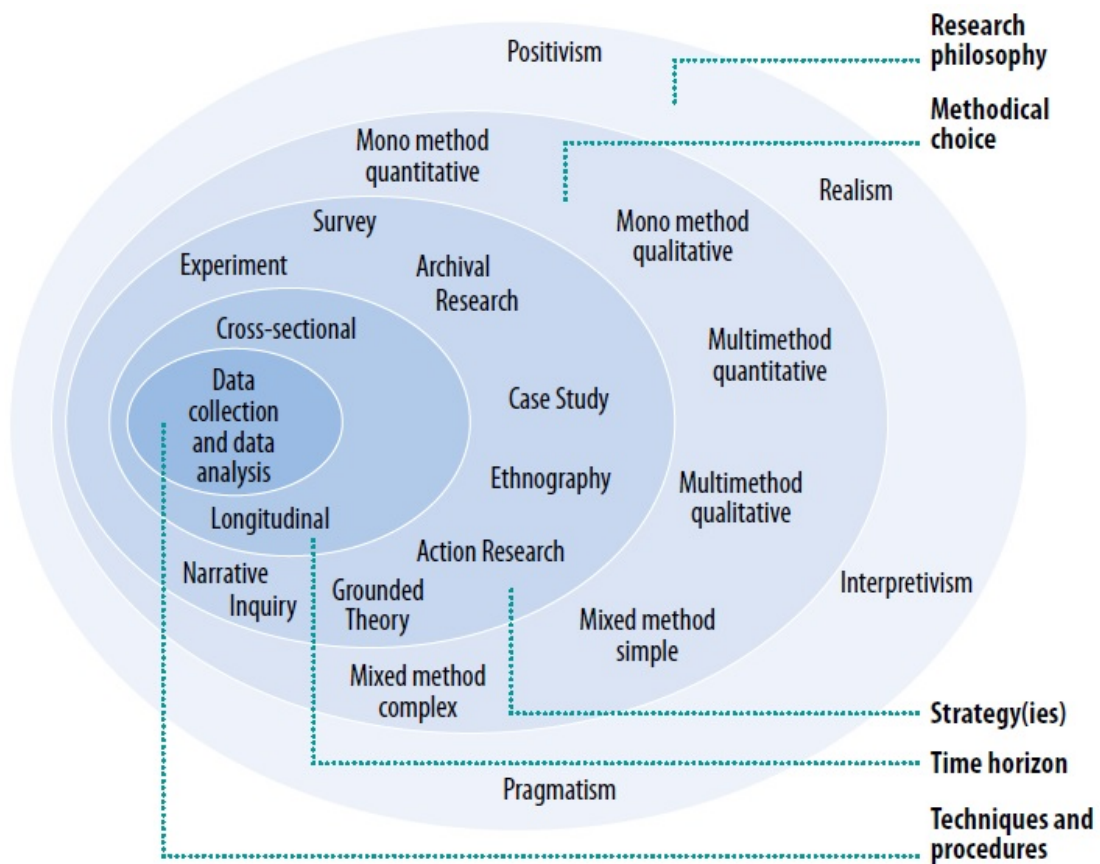 Positivism
Research
philosophy
Methodical
choice
Mono method
quantitative
Realism
Survey
Mono method
qualitative
Experiment
Archival
Research
Cross-sectional
Multimethod
quantitative
Data
collection
and data
analysis
Case Study
Ethnography
Multimethod
qualitative
Longitudinal
Action Research
Narrative
Inquiry
Grounded
Theory
Interpretivism
Mixed method
simple
Mixed method
complex
Strategy(ies)
Time horizon
Pragmatism
Techniques and
procedures